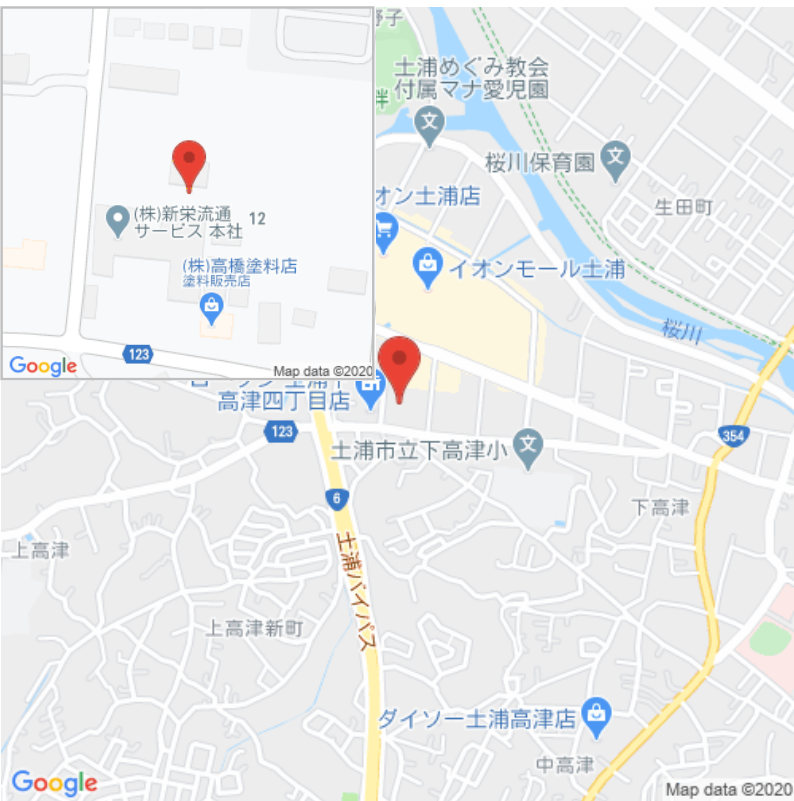 (株)新栄流通
サービス 本社
12
(株)高橋塗料店
塗料販売店
123
Google
Map data ©2020
野子
土浦めぐみ教会
付属マナ愛児園
文
桜川保育園
文
生田町
オン土浦店
イオンモール土浦
桜川
高津四丁目店
123
土浦市立下高津小
文
354
6
下高津
上高津
土浦バイパス
上高津新町
ダイソー土浦高津店
中高津
Google
Map data ©2020